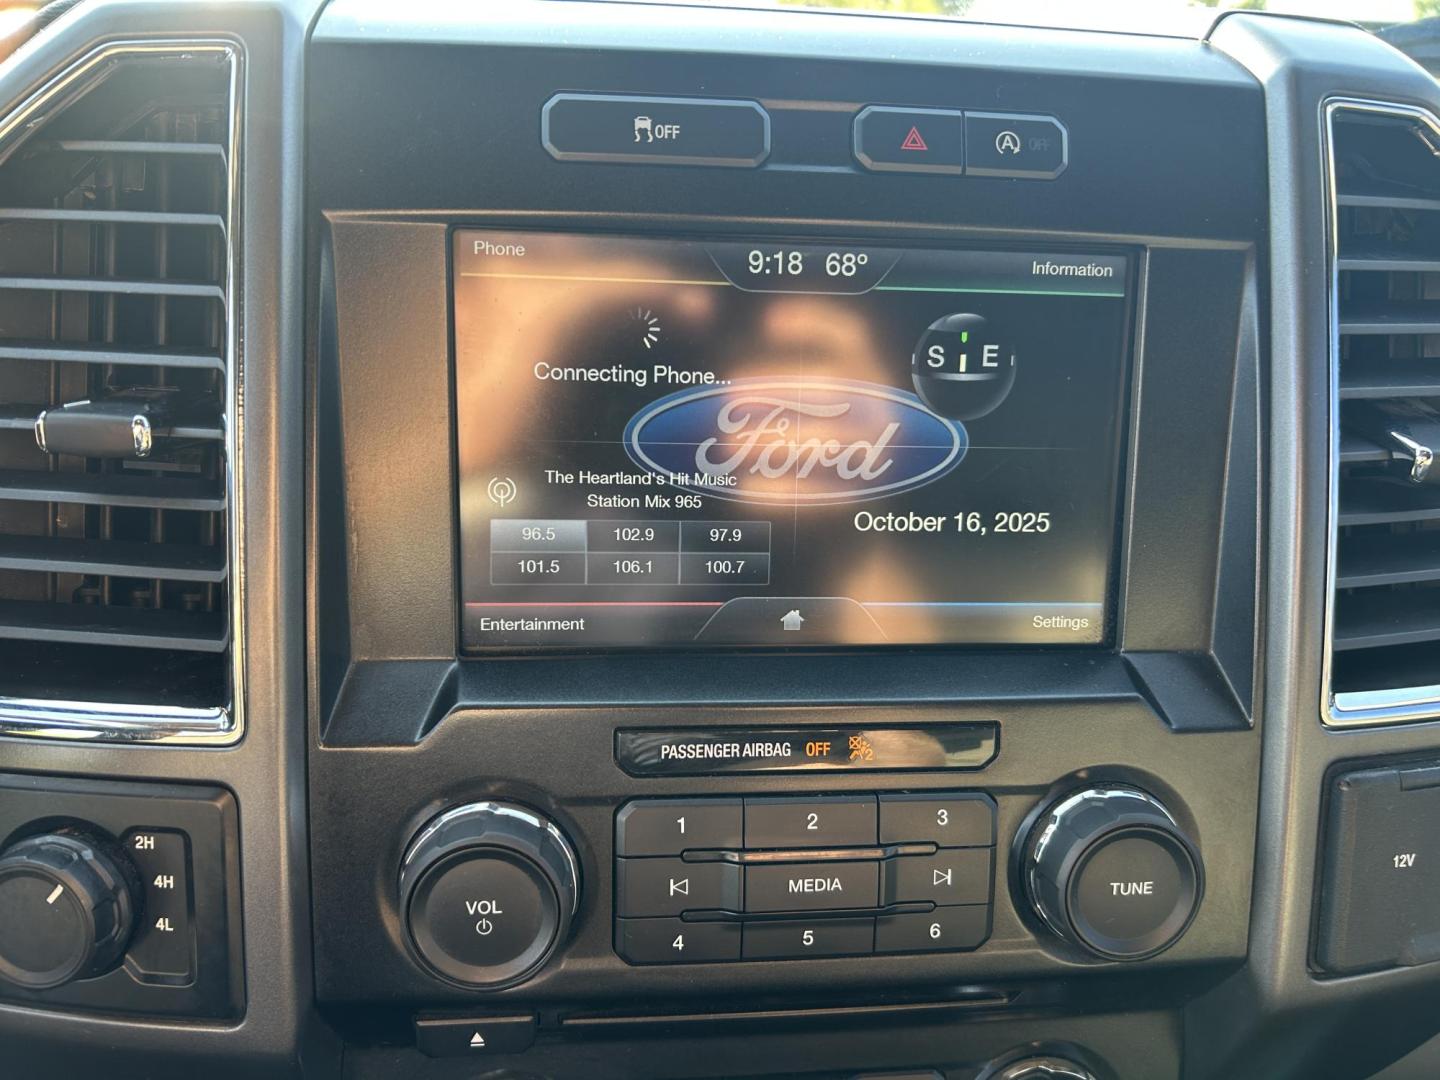 OFF
A OFF
Phone
9:18 68°
Information
Connecting Phone...
S E
Ford
The Heartland's Hit Music
Station Mix 965
96.5 102.9 97.9
101.5 106.1 100.7
October 16, 2025
Entertainment
Settings
PASSENGER AIRBAG OFF 2
2H
4H
4L
VOL
1 2 3
MEDIA
4 5 6
TUNE
12V